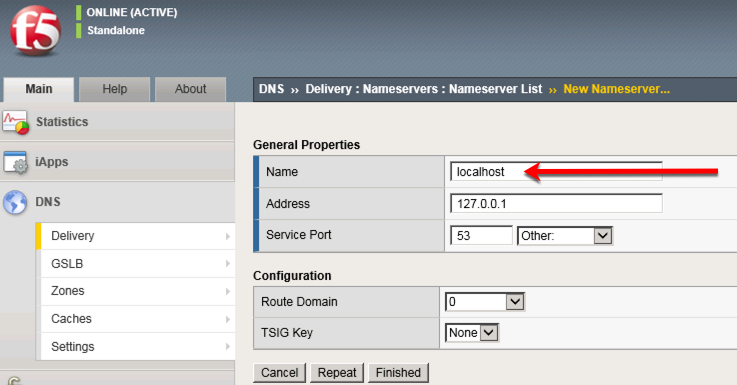 f5
ONLINE (ACTIVE)
Standalone
Main Help About
DNS ›› Delivery : Nameservers : Nameserver List ›› New Nameserver...
Statistics
iApps
DNS
Delivery
GSLB
Zones
Caches
Settings
General Properties
Name localhost
Address 127.0.0.1
Service Port 53 Other:
Configuration
Route Domain 0
TSIG Key None
Cancel Repeat Finished